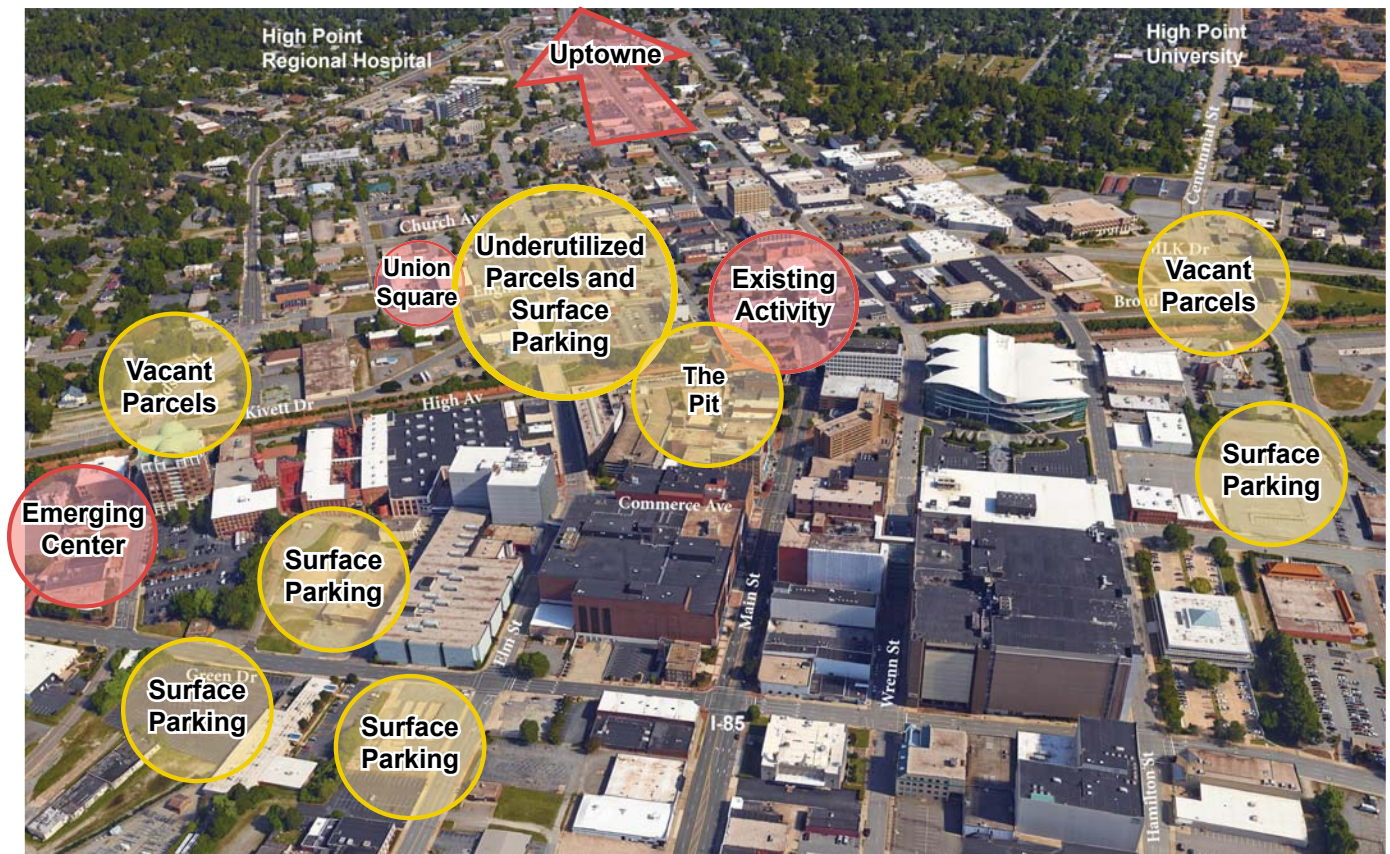 High Point
Regional Hospital
Uptowne
High Point
University
Centennial St
Church Av
Underutilized
Parcels and
Surface
Parking
Union
Square
Existing
Activity
MLK Dr
Vacant
Parcels
Broad
Vacant
Parcels
The
Pit
Kivett Dr
High Av
Surface
Parking
Emerging
Center
Commerce Ave
Surface
Parking
Main St
Elm St
Wrenn St
Green Dr
Surface
Parking
Surface
Parking
I-85
Hamilton St